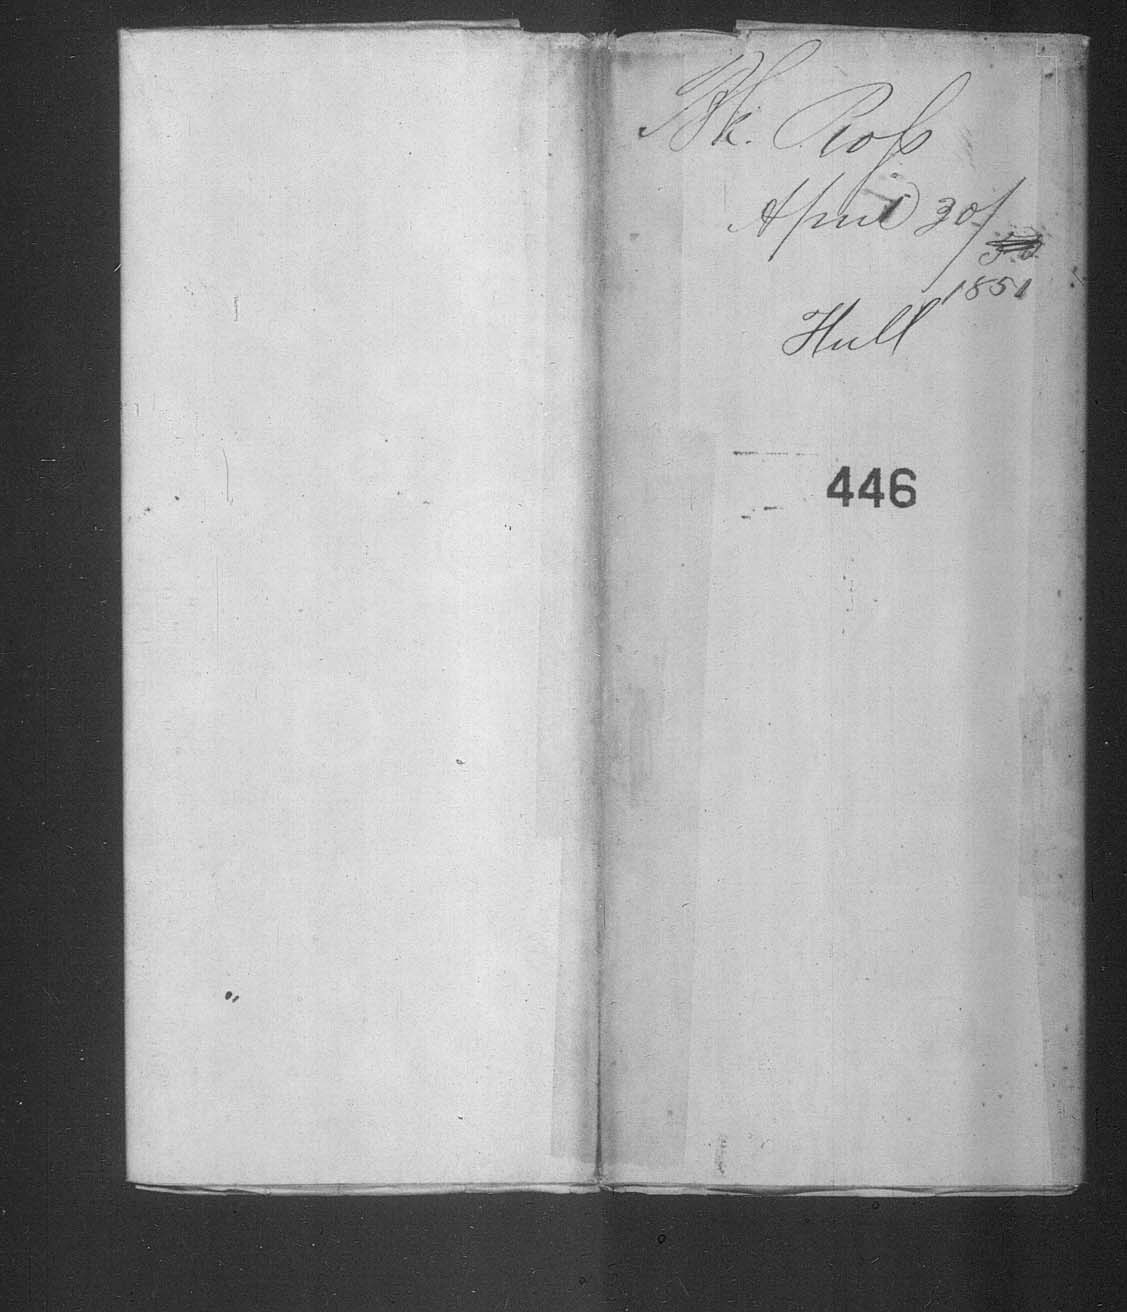 Bk. Ross
April 30/
1851
Hull
446